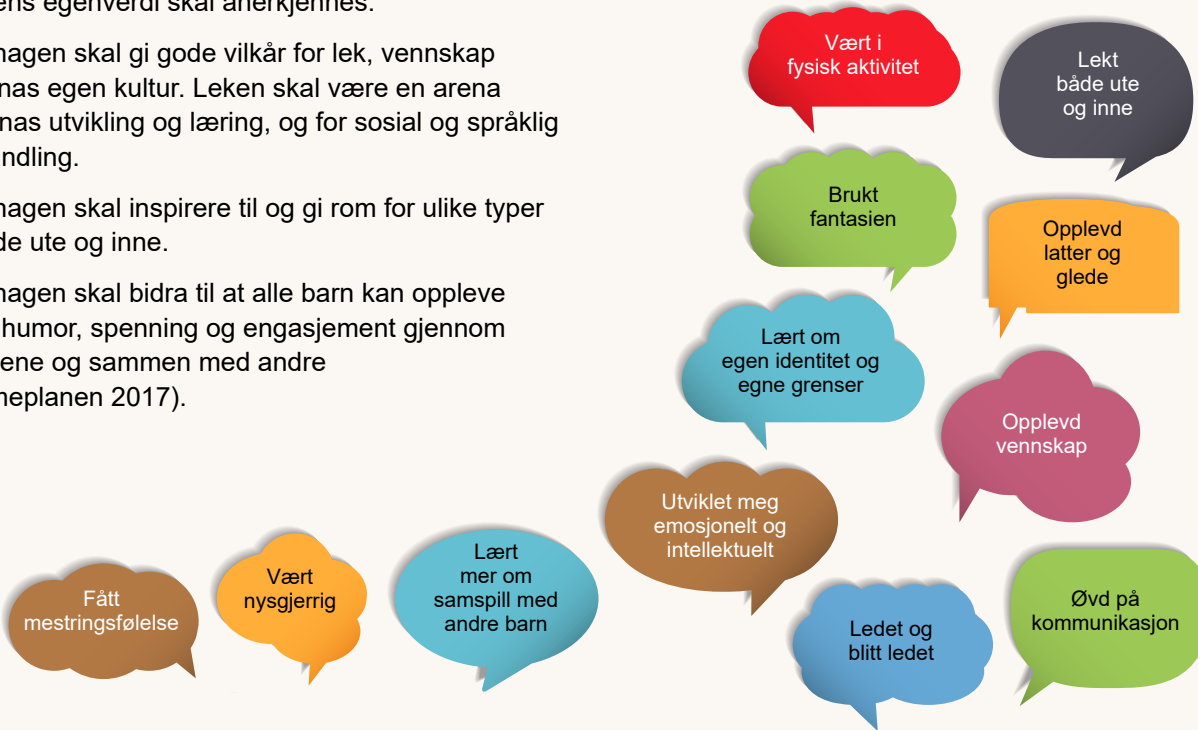 ens egenverdi skal anerkjennes.
nagen skal gi gode vilkår for lek, vennskap
nas egen kultur. Leken skal være en arena
nas utvikling og læring, og for sosial og språklig
ndling.
nagen skal inspirere til og gi rom for ulike typer
de ute og inne.
nagen skal bidra til at alle barn kan oppleve
humor, spenning og engasjement gjennom
ene og sammen med andre
neplanen 2017).
Vært i
fysisk aktivitet
Lekt
både ute
og inne
Brukt
fantasien
Opplevd
latter og
glede
Lært om
egen identitet og
egne grenser
Opplevd
vennskap
Utviklet meg
emosjonelt og
intellektuelt
Fått
mestringsfølelse
Vært
nysgjerrig
Lært
mer om
samspill med
andre barn
Ledet og
blitt ledet
Øvd på
kommunikasjon